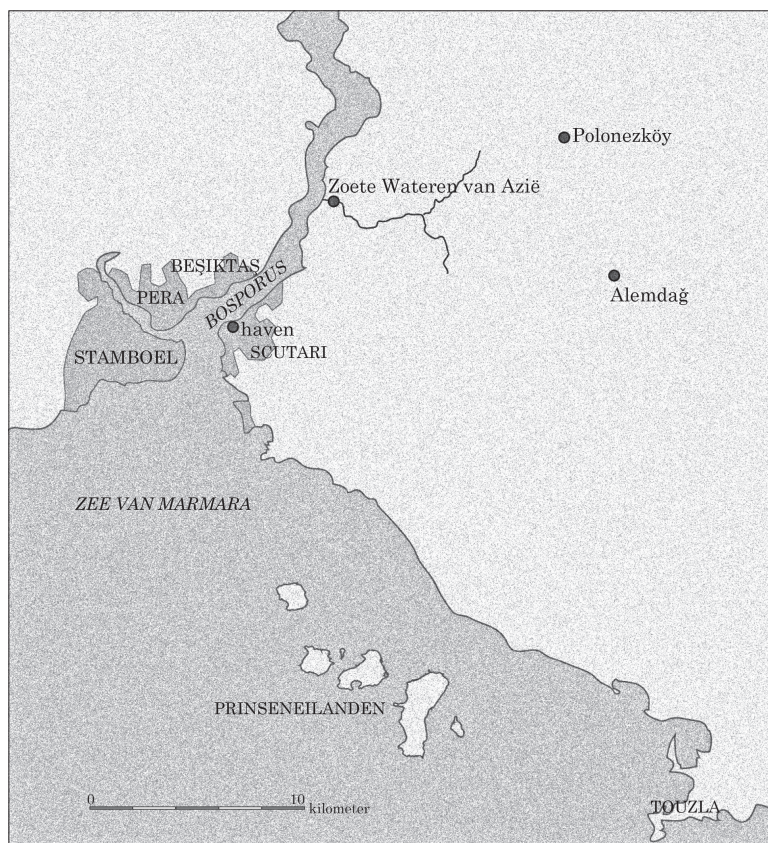 Polonezköy
Zoete Wateren van Azië
BEŞIKTAŞ
BOSPORUS
Alemdağ
PERA
haven
SCUTARI
STAMBOEL
ZEE VAN MARMARA
PRINSENEILANDEN
0 10
kilometer
TOUZLA